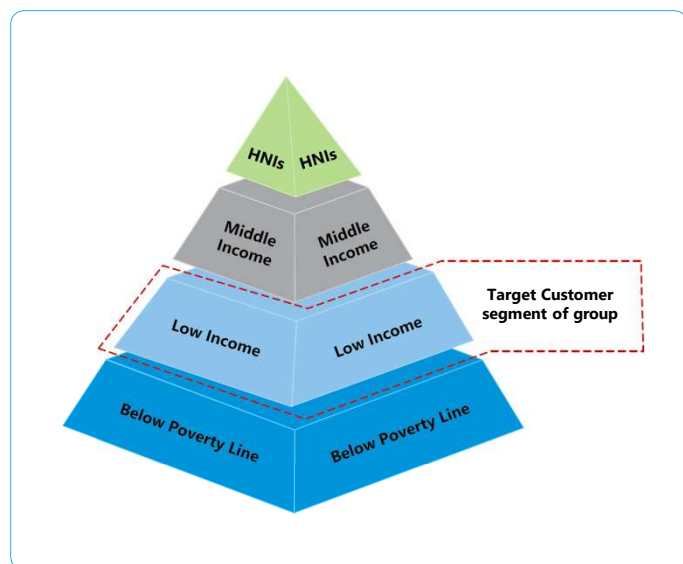 HNIs HNIs
Middle
Income
Middle
Income
Target Customer
segment of group
Low Income
Low Income
Below Poverty Line
Below Poverty Line